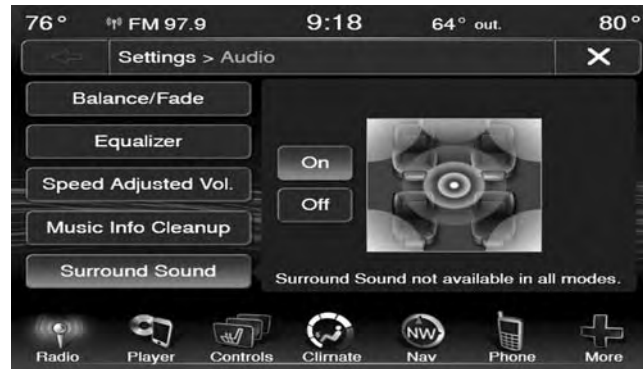 76° FM 97.9 9:18 64° out. 80°
Settings > Audio
Balance/Fade
Equalizer
Speed Adjusted Vol.
Music Info Cleanup
Surround Sound
On
Off
Surround Sound not available in all modes.
NW
Radio Player Controls Climate Nav Phone More